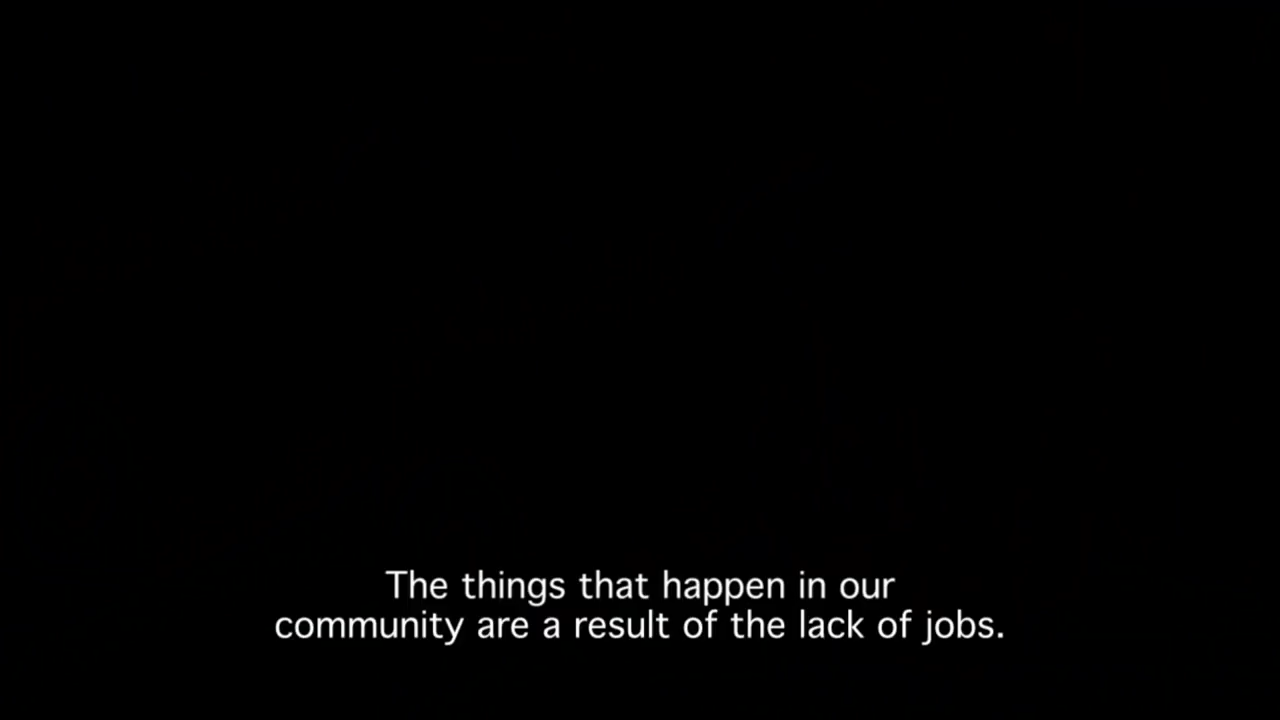 The things that happen in our
community are a result of the lack of jobs.